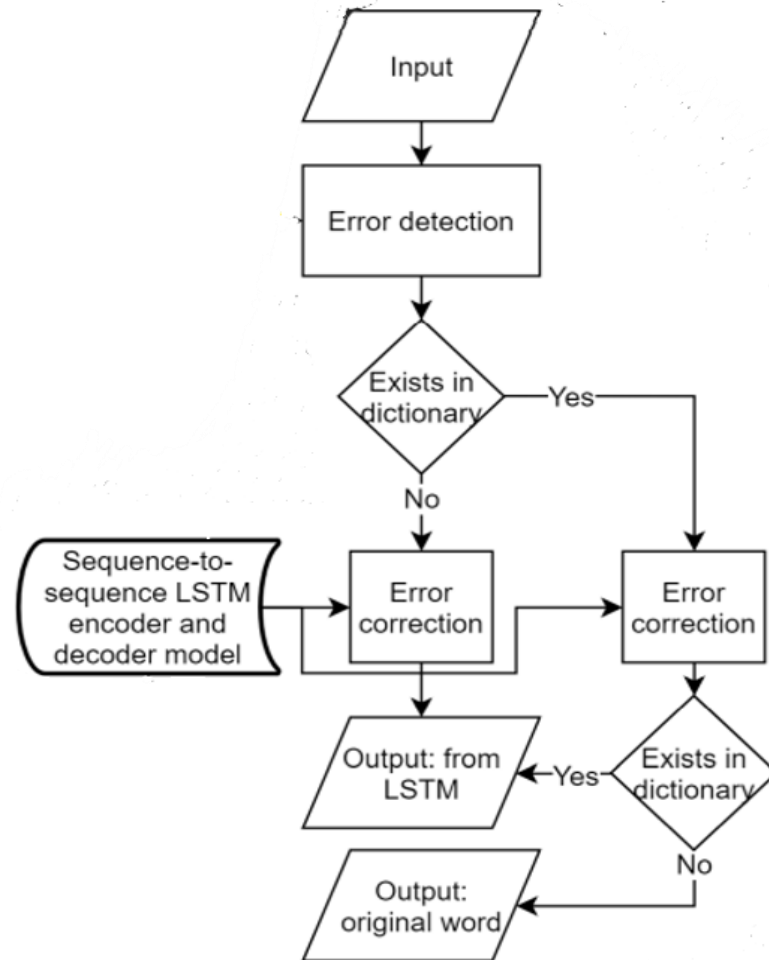 Input
Error detection
Exists in
dictionary
Yes
No
Sequence-to-
sequence LSTM
encoder and
decoder model
Error
correction
Error
correction
Output: from
LSTM
Yes
Exists in
dictionary
No
Output:
original word